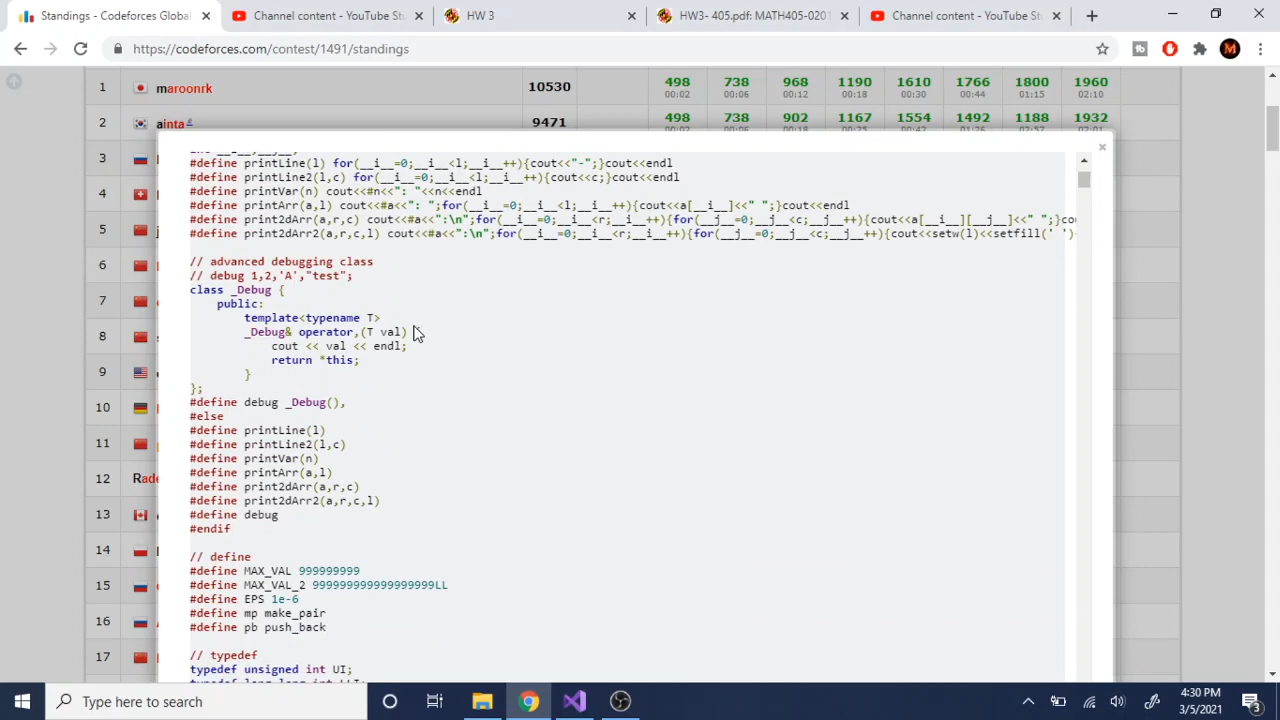 Standings - Codeforces Global
Channel content - YouTube Stu
HW 3
HW3- 405.pdf: MATH405-0201
Channel content - YouTube Stu
https://codeforces.com/contest/1491/standings
1 maroonrk 10530 498 738 968 1190 1610 1766 1800 1960
00:02 00:06 00:12 00:18 00:30 00:44 01:15 02:10
2 ainta 9471 498 738 902 1167 1554 1492 1188 1932
3
4
5
6
7
8
9
10
11
12 Rade
13
14
15
16
17
#define printLine(l) for(__i__=0;__i__<l;__i__++){cout<<"-";}cout<<endl
#define printLine2(l,c) for(__i__=0;__i__<l;__i__++){cout<<c;}cout<<endl
#define printVar(n) cout<<#n<<": "<<n<<endl
#define printArr(a,l) cout<<#a<<": ";for(__i__=0;__i__<l;__i__++){cout<<a[__i__]<<" ";}cout<<endl
#define print2dArr(a,r,c) cout<<#a<<":\n";for(__i__=0;__i__<r;__i__++){for(__j__=0;__j__<c;__j__++){cout<<a[__i__][__j__]<<" ";}cou
#define print2dArr2(a,r,c,l) cout<<#a<<":\n";for(__i__=0;__i__<r;__i__++){for(__j__=0;__j__<c;__j__++){cout<<setw(l)<<setfill(' ')<
// advanced debugging class
// debug 1,2,'A',"test";
class _Debug {
public:
template<typename T>
_Debug& operator,(T val)
cout << val << endl;
return *this;
}
};
#define debug _Debug(),
#else
#define printLine(l)
#define printLine2(l,c)
#define printVar(n)
#define printArr(a,l)
#define print2dArr(a,r,c)
#define print2dArr2(a,r,c,l)
#define debug
#endif
// define
#define MAX_VAL 999999999
#define MAX_VAL_2 999999999999999999LL
#define EPS 1e-6
#define mp make_pair
#define pb push_back
// typedef
typedef unsigned int UI;
Type here to search
4:30 PM
3/5/2021
3